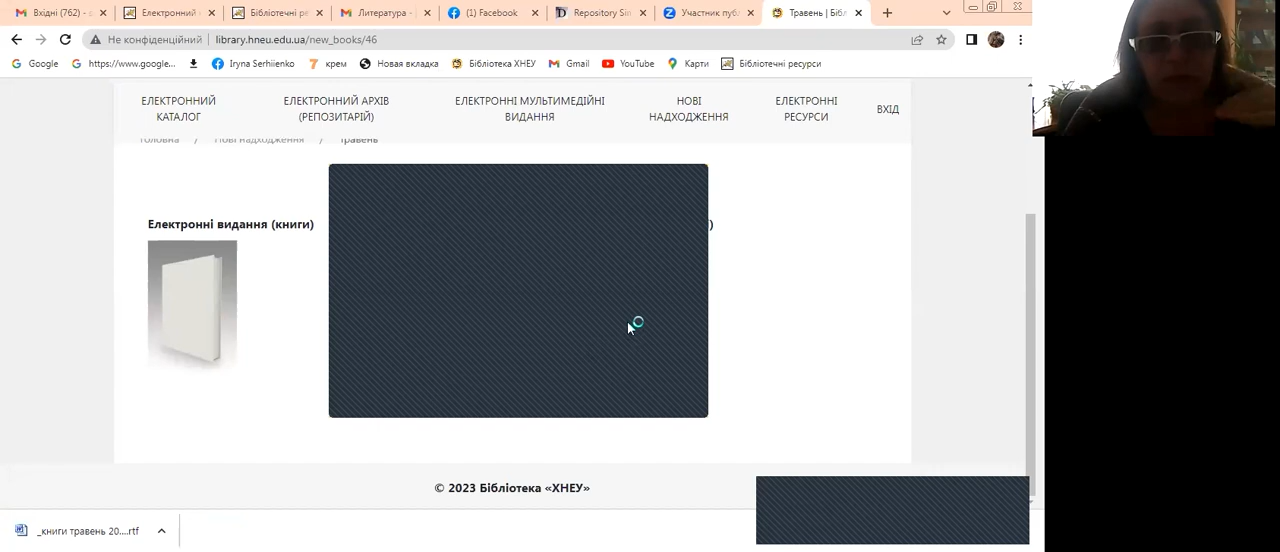 Вхідні (762) - s
Електронний к
Бібліотечні ре
Литература - j
(1) Facebook
Repository Sim
Участник публ
Травень | Бібл
Не конфіденційний
library.hneu.edu.ua/new_books/46
Google
https://www.google...
Iryna Serhiienko
крем
Новая вкладка
Бібліотека ХНЕУ
Gmail
YouTube
Карти
Бібліотечні ресурси
ЕЛЕКТРОННИЙ КАТАЛОГ
ЕЛЕКТРОННИЙ АРХІВ (РЕПОЗИТАРІЙ)
ЕЛЕКТРОННІ МУЛЬТИМЕДІЙНІ ВИДАННЯ
НОВІ НАДХОДЖЕННЯ
ЕЛЕКТРОННІ РЕСУРСИ
ВХІД
Головна / Нові надходження / Травень
Електронні видання (книги)
© 2023 Бібліотека «ХНЕУ»
_книги травень 20....rtf